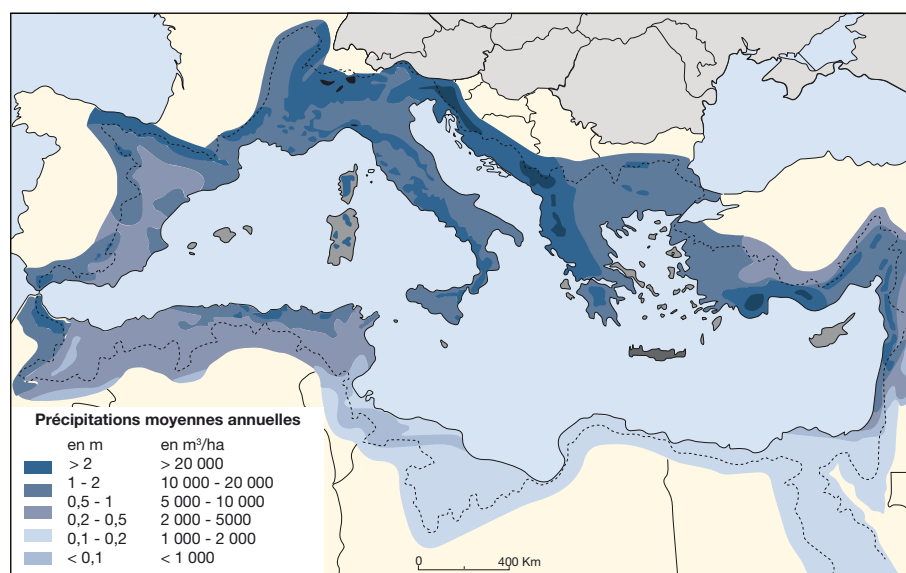 Précipitations moyennes annuelles
en m en m³/ha
> 2 > 20 000
1 - 2 10 000 - 20 000
0,5 - 1 5 000 - 10 000
0,2 - 0,5 2 000 - 5000
0,1 - 0,2 1 000 - 2 000
< 0,1 < 1 000
0 400 Km